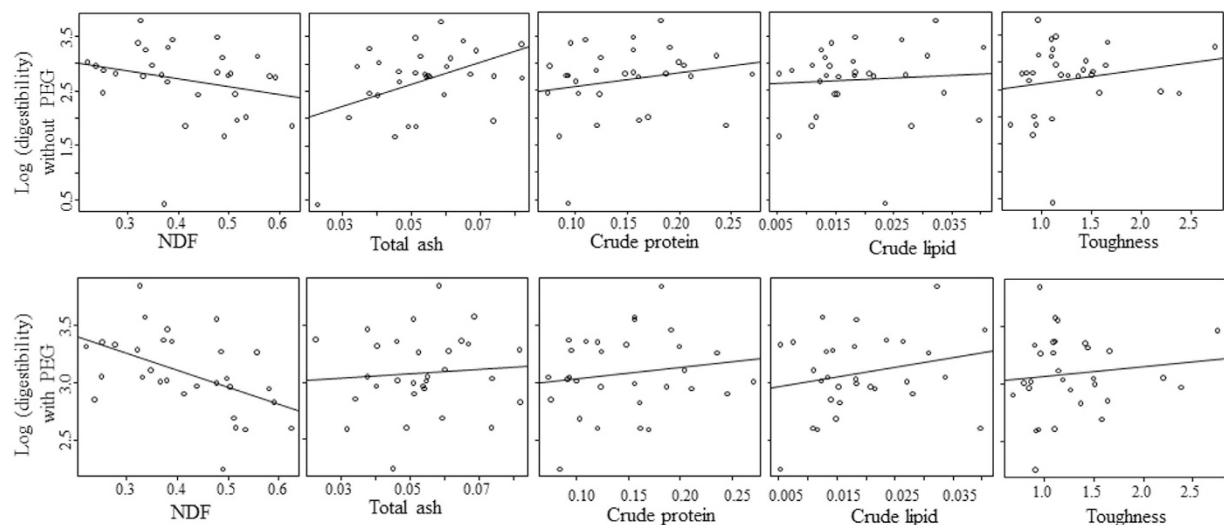 Log (digestibility)
without PEG
3.5
2.5
1.5
0.5
0.3 0.4 0.5 0.6
NDF
0.03 0.05 0.07
Total ash
0.10 0.15 0.20 0.25
Crude protein
0.005 0.015 0.025 0.035
Crude lipid
1.0 1.5 2.0 2.5
Toughness
Log (digestibility)
with PEG
3.5
3.0
2.5
0.3 0.4 0.5 0.6
NDF
0.03 0.05 0.07
Total ash
0.10 0.15 0.20 0.25
Crude protein
0.005 0.015 0.025 0.035
Crude lipid
1.0 1.5 2.0 2.5
Toughness